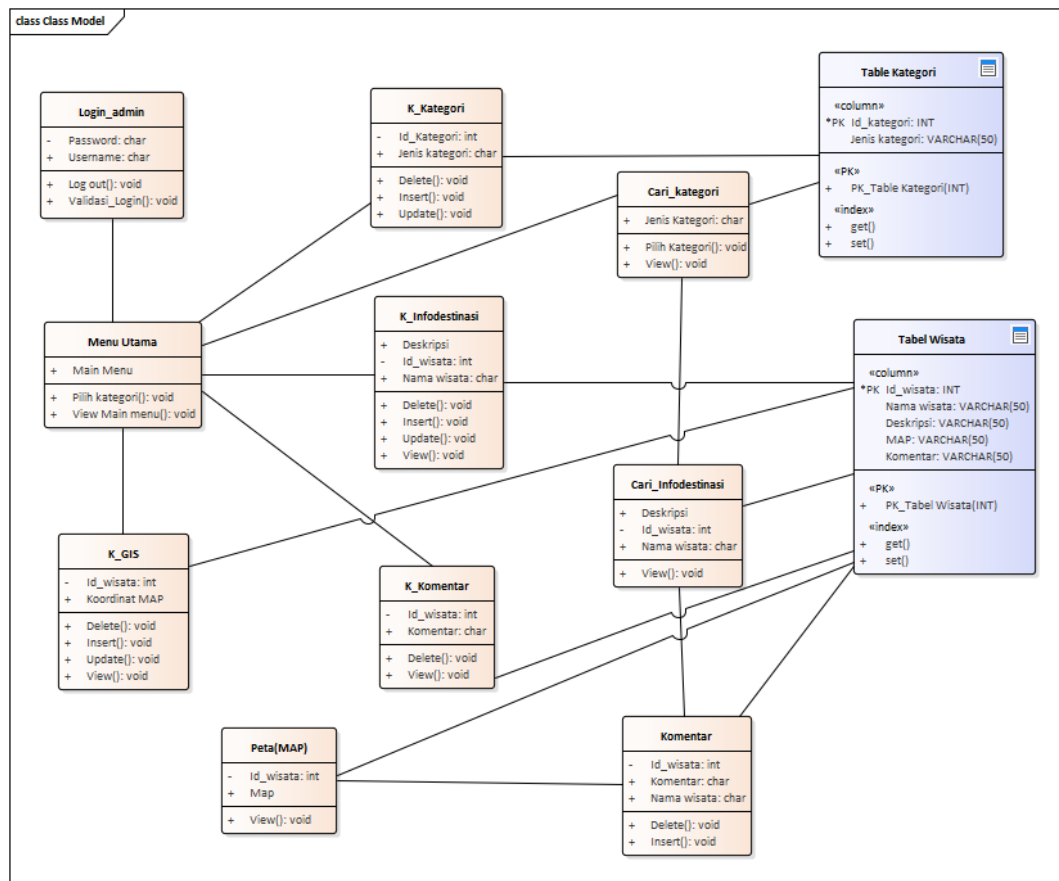 class Class Model
Login_admin
- Password: char
+ Username: char
+ Log out(): void
+ Validasi_Login(): void
K_Kategori
- Id_Kategori: int
+ Jenis kategori: char
+ Delete(): void
+ Insert(): void
+ Update(): void
Table Kategori
«column»
*PK Id_kategori: INT
Jenis kategori: VARCHAR(50)
«PK»
+ PK_Table Kategori(INT)
«index»
+ get()
+ set()
Cari_kategori
+ Jenis Kategori: char
+ Pilih Kategori(): void
+ View(): void
Menu Utama
+ Main Menu
+ Pilih kategori(): void
+ View Main menu(): void
K_Infodestinasi
+ Deskripsi
- Id_wisata: int
+ Nama wisata: char
+ Delete(): void
+ Insert(): void
+ Update(): void
+ View(): void
Tabel Wisata
«column»
*PK Id_wisata: INT
Nama wisata: VARCHAR(50)
Deskripsi: VARCHAR(50)
MAP: VARCHAR(50)
Komentar: VARCHAR(50)
«PK»
+ PK_Tabel Wisata(INT)
«index»
+ get()
+ set()
Cari_Infodestinasi
+ Deskripsi
- Id_wisata: int
+ Nama wisata: char
+ View(): void
K_GIS
- Id_wisata: int
+ Koordinat MAP
+ Delete(): void
+ Insert(): void
+ Update(): void
+ View(): void
K_Komentar
- Id_wisata: int
+ Komentar: char
+ Delete(): void
+ View(): void
Peta(MAP)
- Id_wisata: int
+ Map
+ View(): void
Komentar
- Id_wisata: int
+ Komentar: char
+ Nama wisata: char
+ Delete(): void
+ Insert(): void